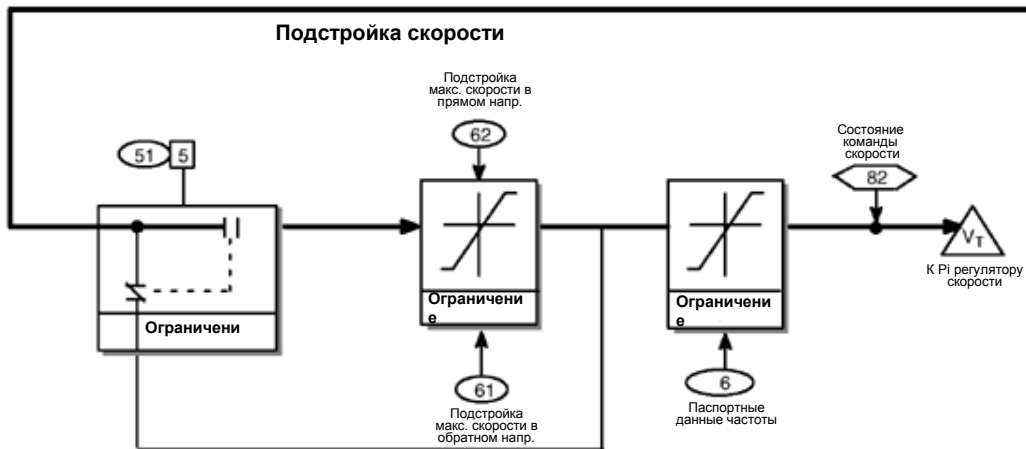 Подстройка скорости
Подстройка
макс. скорости в
прямом напр.
62
Состояние
команды
скорости
82
51 5
VT
К Pi регулятору
скорости
Ограничени
Ограничени
е
Ограничени
е
61
Подстройка
макс. скорости в
обратном напр.
6
Паспортные
данные частоты